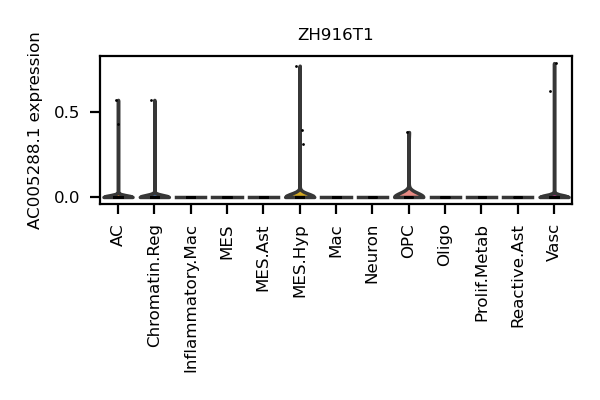 ZH916T1
AC005288.1 expression
0.5
0.0
AC
Chromatin.Reg
Inflammatory.Mac
MES
MES.Ast
MES.Hyp
Mac
Neuron
OPC
Oligo
Prolif.Metab
Reactive.Ast
Vasc